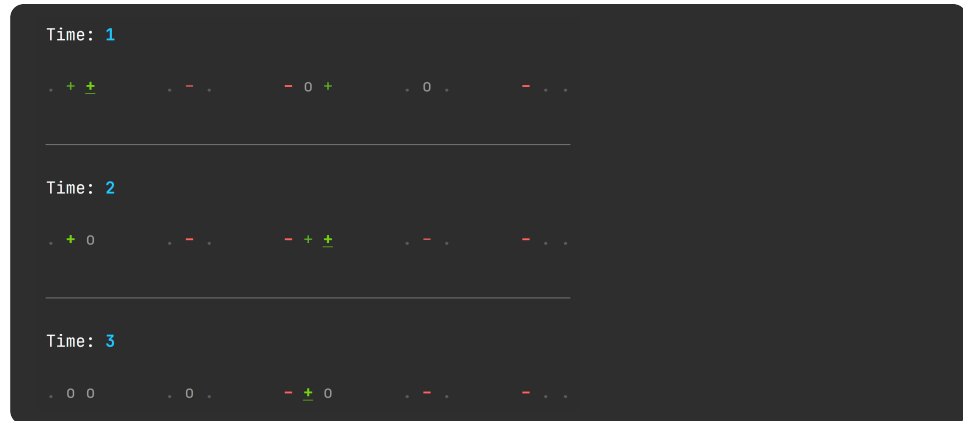 Time: 1
. + + . - . - 0 + . 0 . - . .
Time: 2
. + 0 . - . - + + . - . - . .
Time: 3
. 0 0 . 0 . - + 0 . - . - . .